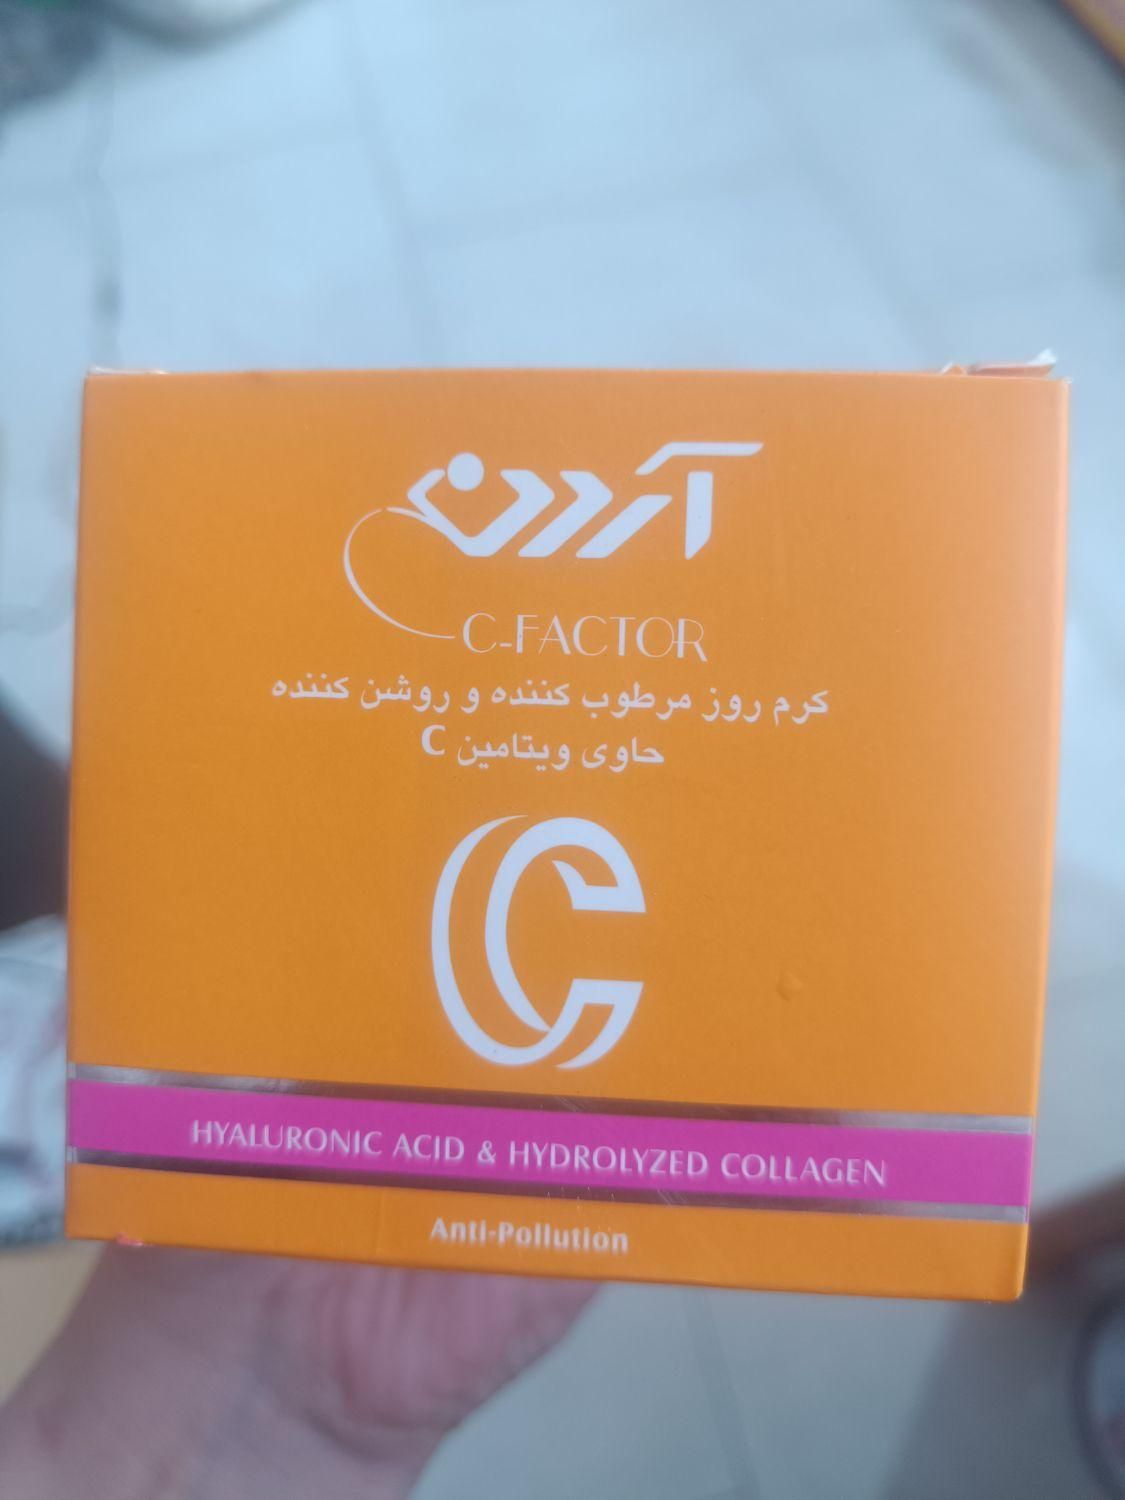 آردن
C-FACTOR
کرم روز مرطوب کننده و روشن کننده
حاوی ویتامین C
C
HYALURONIC ACID & HYDROLYZED COLLAGEN
Anti-Pollution